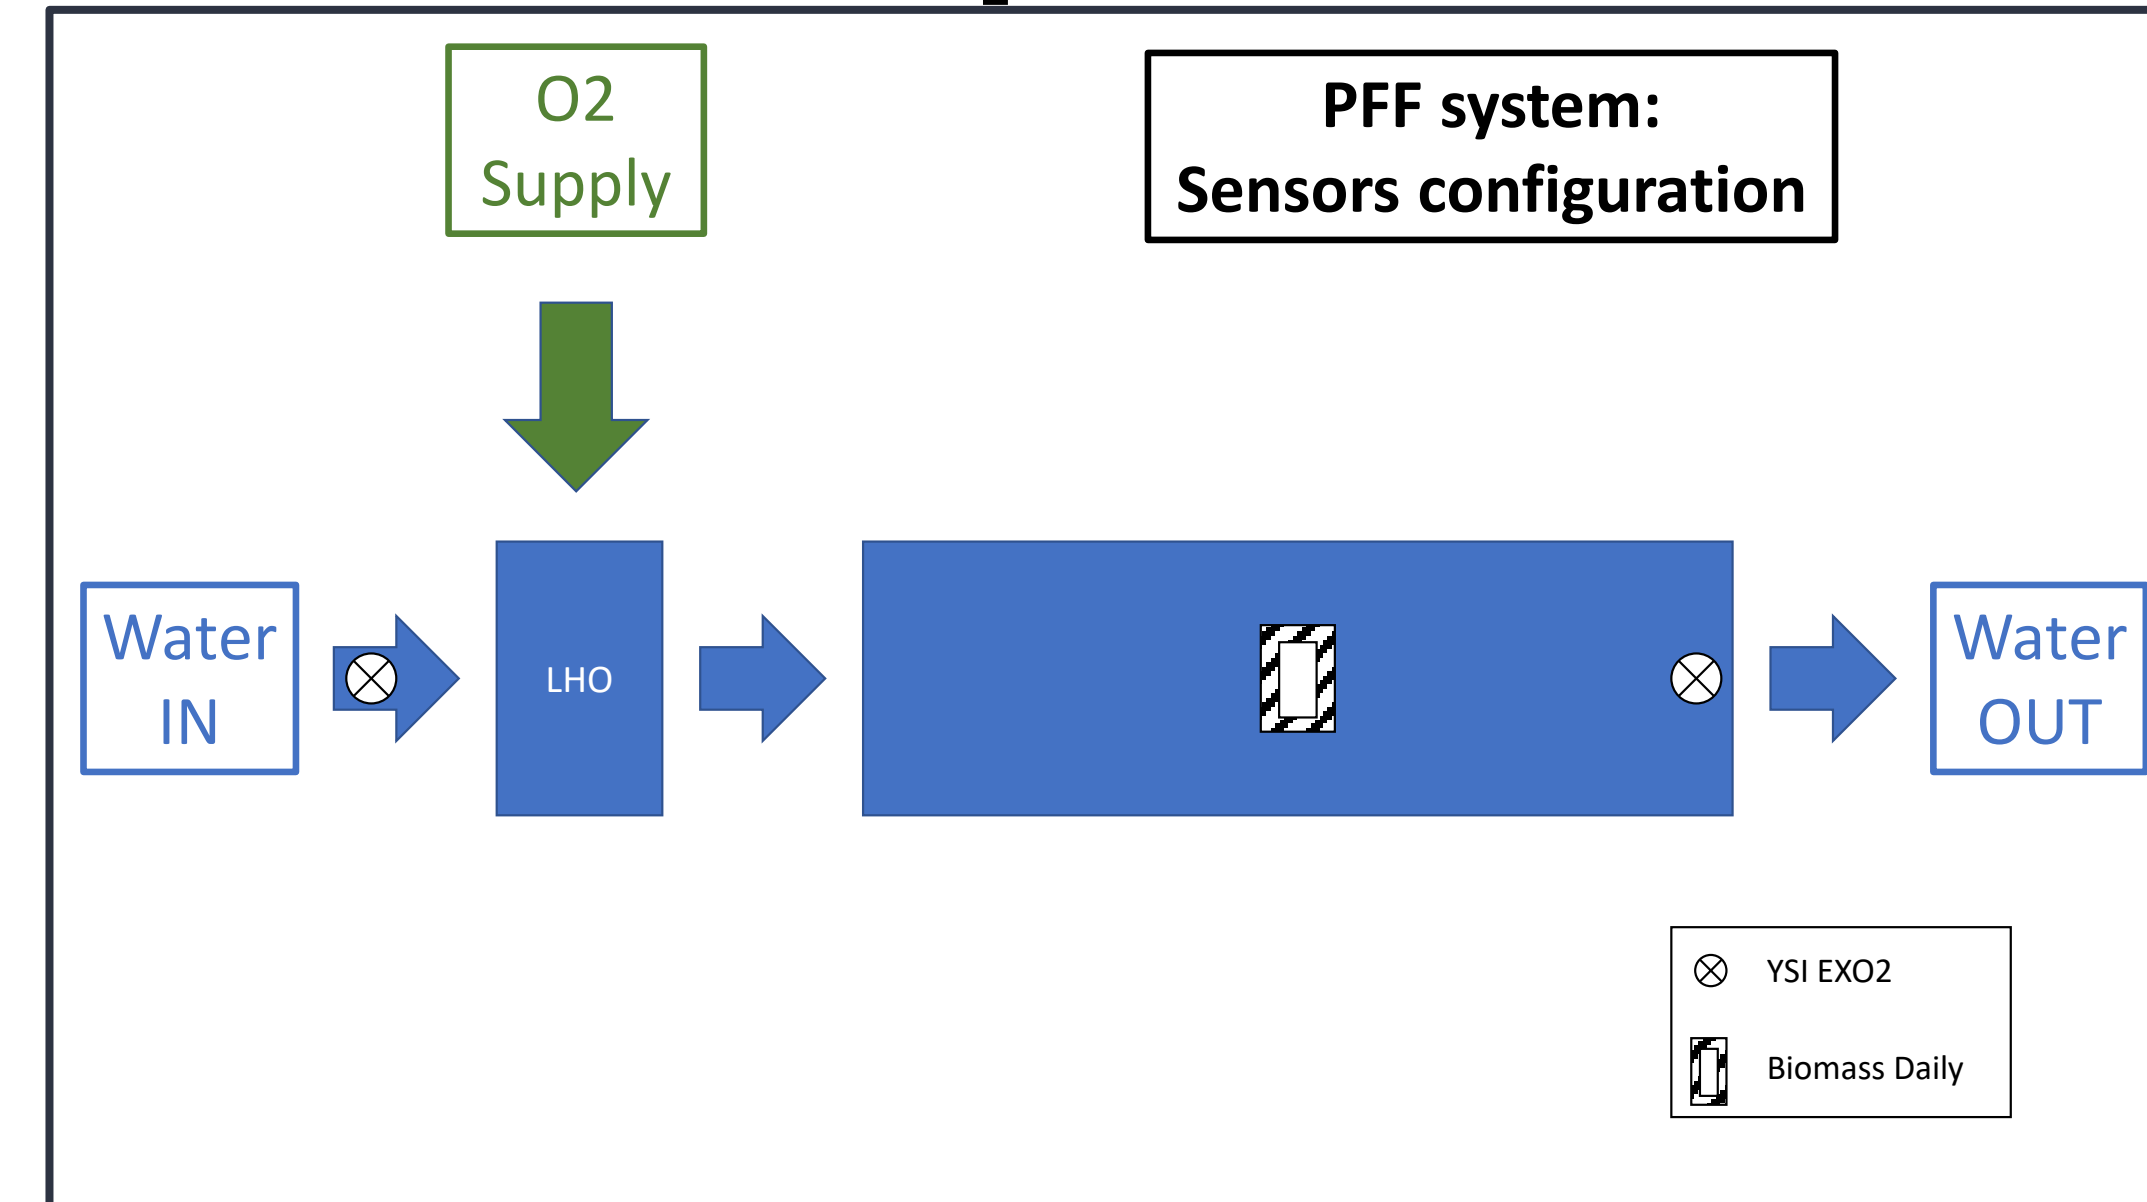 O2
Supply
PFF system:
Sensors configuration
Water
IN
LHO
Water
OUT
YSI EXO2
Biomass Daily